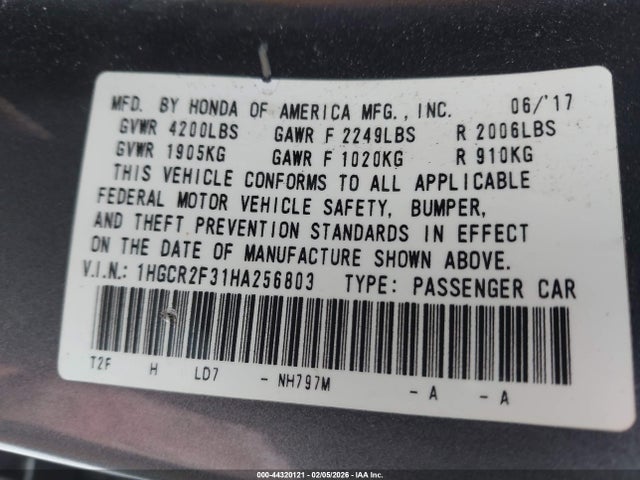 MFD. BY HONDA OF AMERICA MFG., INC. 06/'17
GVWR 4200LBS GAWR F 2249LBS R 2006LBS
GVWR 1905KG GAWR F 1020KG R 910KG
THIS VEHICLE CONFORMS TO ALL APPLICABLE
FEDERAL MOTOR VEHICLE SAFETY, BUMPER,
AND THEFT PREVENTION STANDARDS IN EFFECT
ON THE DATE OF MANUFACTURE SHOWN ABOVE.
V.I.N.: 1HGCR2F31HA256803 TYPE: PASSENGER CAR
T2F H LD7 - NH797M - A - A
000-44320121 - 02/05/2026 - IAA Inc.